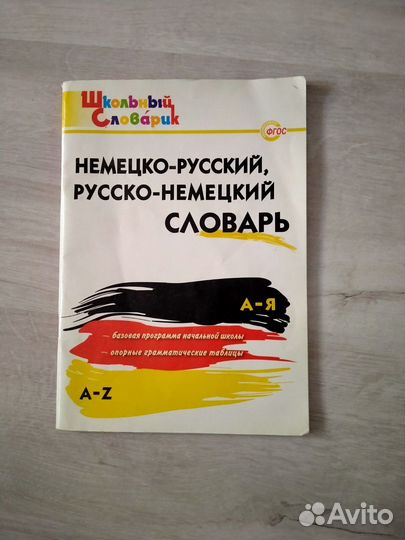 Школьный
Словарик
ФГОС
НЕМЕЦКО-РУССКИЙ,
РУССКО-НЕМЕЦКИЙ
СЛОВАРЬ
А-Я
– базовая программа начальной школы
– опорные грамматические таблицы
A-Z
Avito